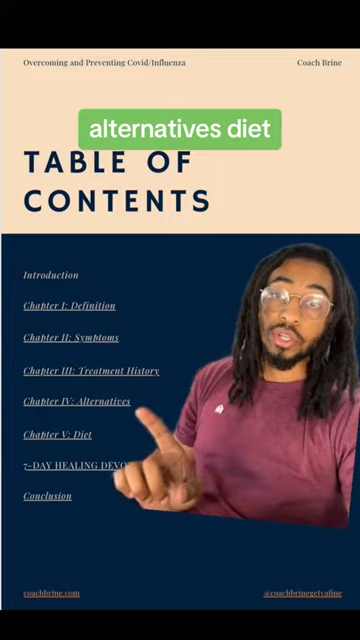 Overcoming and Preventing Covid/Influenza
Coach Brine
alternatives diet
TABLE OF
CONTENTS
Introduction
Chapter I: Definition
Chapter II: Symptoms
Chapter III: Treatment History
Chapter IV: Alternatives
Chapter V: Diet
7-DAY HEALING
Conclusion
coachbrine.com
@coachbrinegetyafine